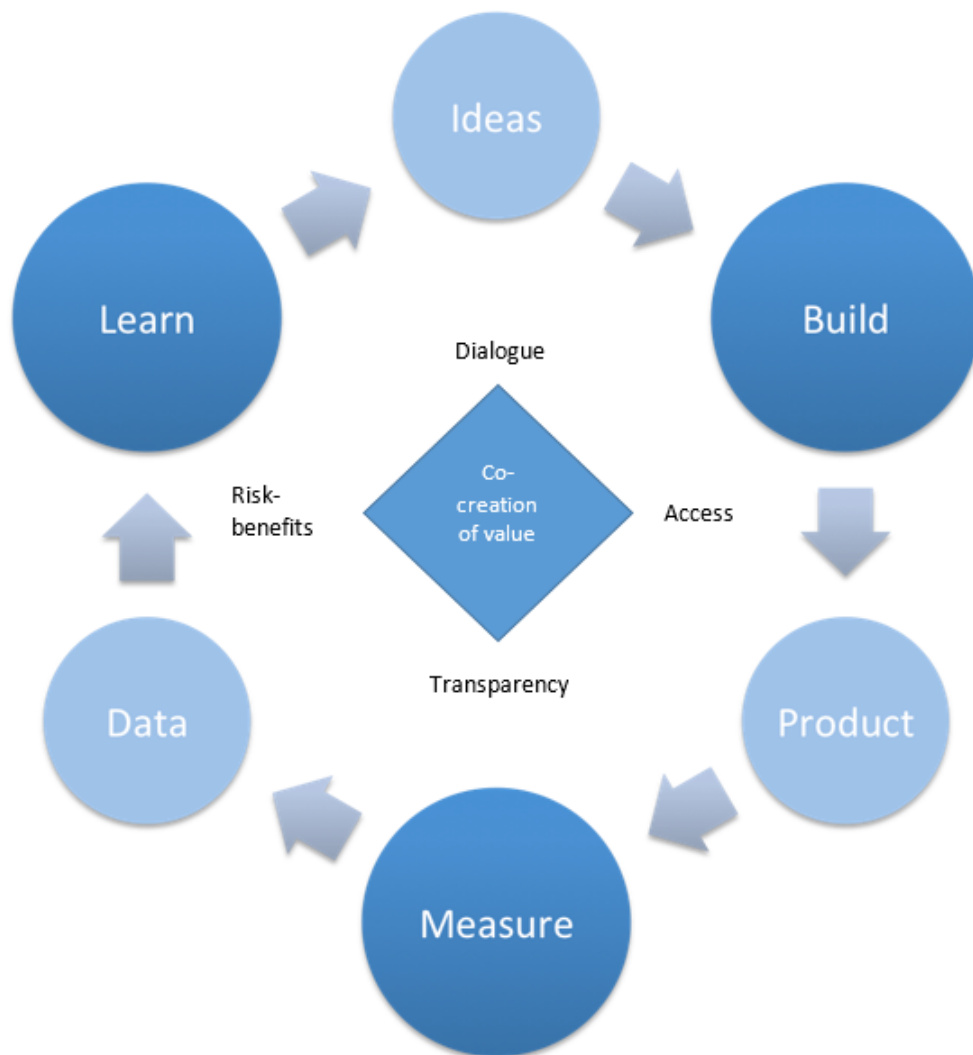 Ideas
Learn
Build
Dialogue
Risk-
benefits
Co-
creation
of value
Access
Transparency
Data
Product
Measure